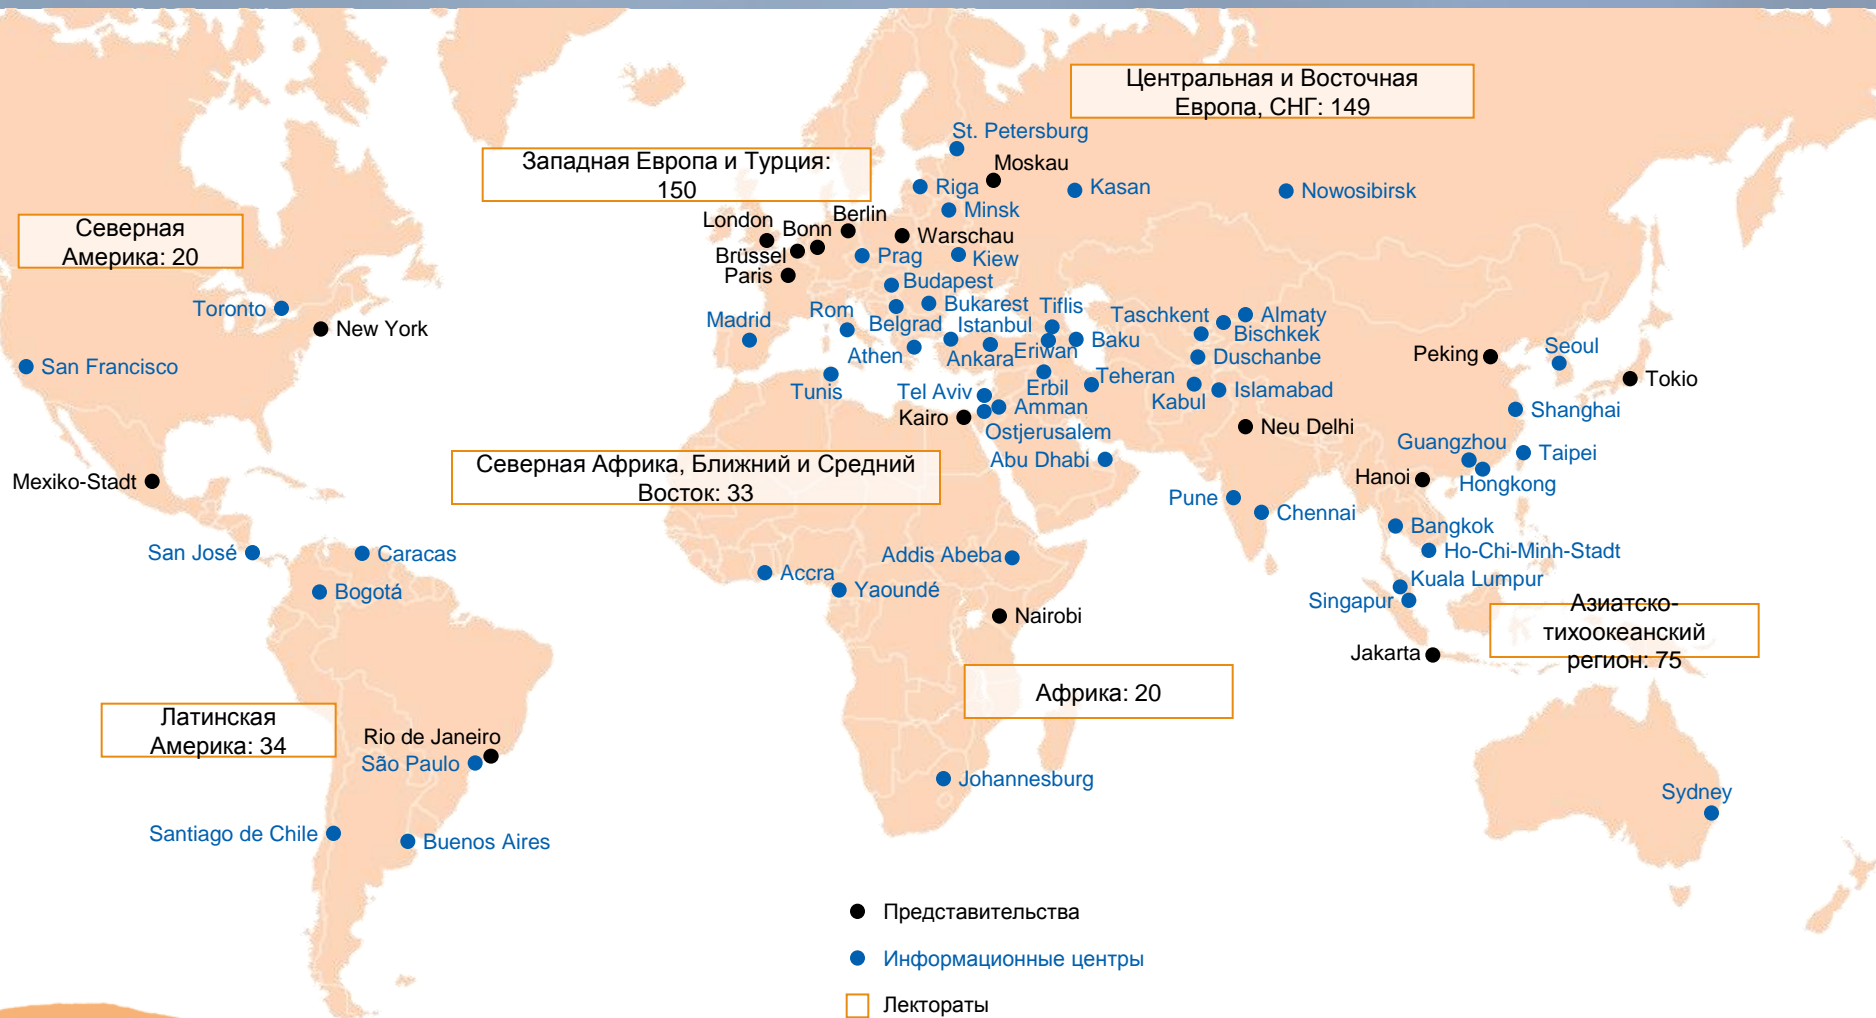 Центральная и Восточная
Европа, СНГ: 149
St. Petersburg
Moskau
Западная Европа и Турция:
150
Riga
Kasan
Nowosibirsk
Minsk
Berlin
London
Bonn
Warschau
Северная
Америка: 20
Brüssel
Prag
Kiew
Paris
Budapest
Toronto
New York
Madrid
Rom
Bukarest
Tiflis
Belgrad
Istanbul
Taschkent
Almaty
Bischkek
Athen
Ankara
Eriwan
Baku
Duschanbe
Peking
Seoul
San Francisco
Tunis
Tel Aviv
Erbil
Teheran
Kabul
Islamabad
Tokio
Kairo
Amman
Shanghai
Ostjerusalem
Neu Delhi
Guangzhou
Taipei
Abu Dhabi
Северная Африка, Ближний и Средний
Восток: 33
Mexiko-Stadt
Hanoi
Hongkong
Pune
Chennai
Bangkok
San José
Caracas
Addis Abeba
Ho-Chi-Minh-Stadt
Accra
Yaoundé
Kuala Lumpur
Bogotá
Singapur
Nairobi
Азиатско-
тихоокеанский
регион: 75
Jakarta
Африка: 20
Латинская
Америка: 34
Rio de Janeiro
São Paulo
Johannesburg
Sydney
Santiago de Chile
Buenos Aires
Представительства
Информационные центры
Лектораты